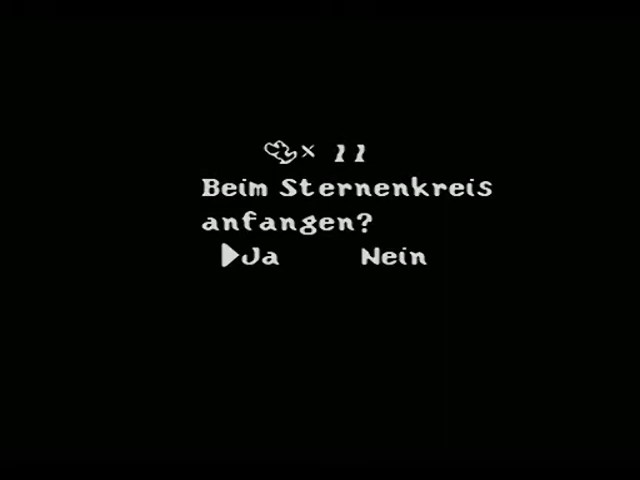 × 11
Beim Sternenkreis
anfangen?
▶Ja Nein